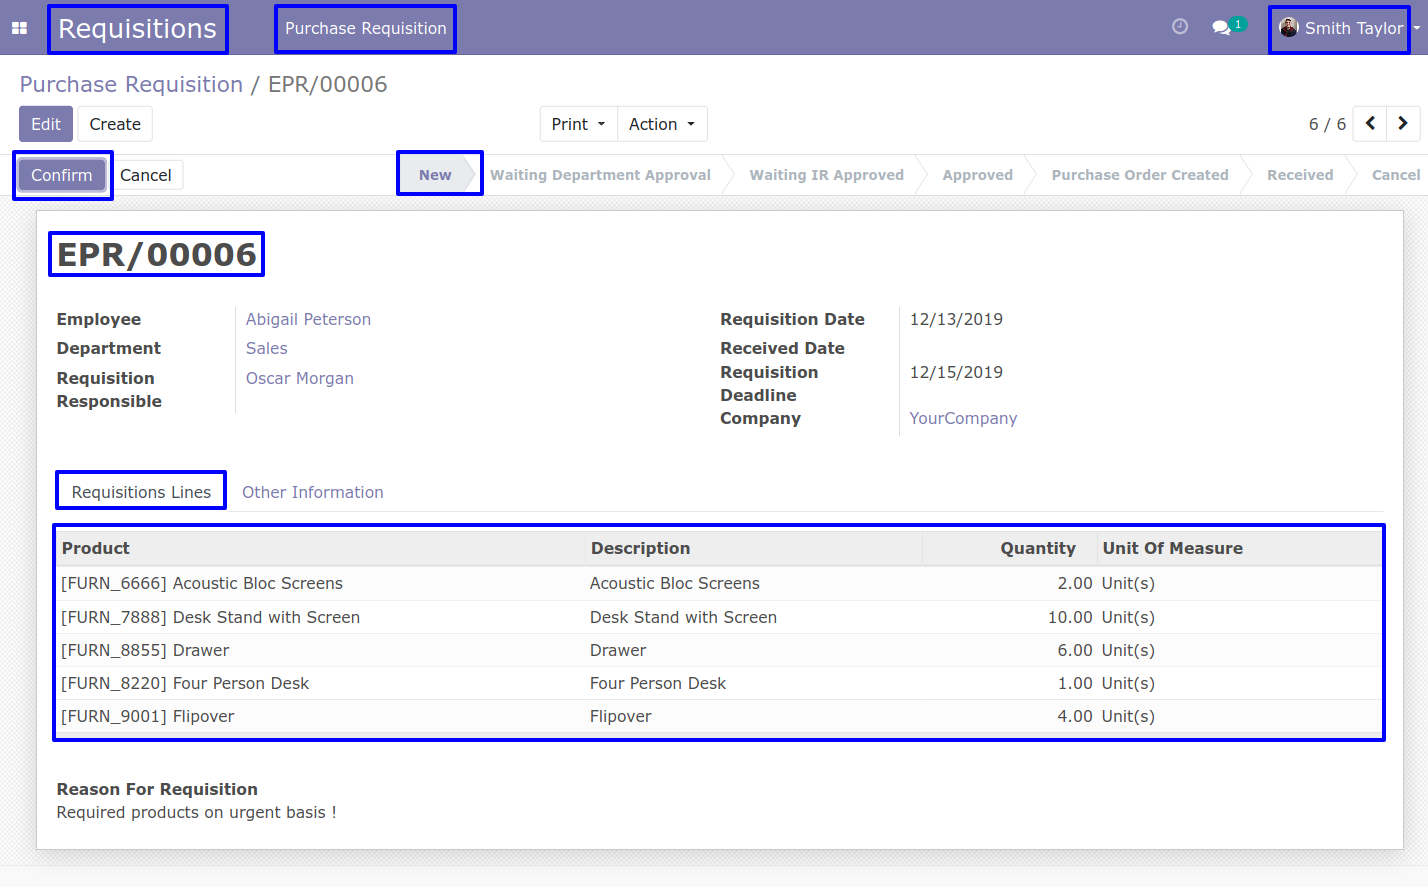 Requisitions Purchase Requisition 1 Smith Taylor
Purchase Requisition / EPR/00006
Edit Create Print Action 6 / 6
Confirm Cancel New Waiting Department Approval Waiting IR Approved Approved Purchase Order Created Received Cancel
EPR/00006
Employee Abigail Peterson Requisition Date 12/13/2019
Department Sales Received Date
Requisition Responsible Oscar Morgan Requisition Deadline 12/15/2019
Company YourCompany
Requisitions Lines Other Information
Product Description Quantity Unit Of Measure
[FURN_6666] Acoustic Bloc Screens Acoustic Bloc Screens 2.00 Unit(s)
[FURN_7888] Desk Stand with Screen Desk Stand with Screen 10.00 Unit(s)
[FURN_8855] Drawer Drawer 6.00 Unit(s)
[FURN_8220] Four Person Desk Four Person Desk 1.00 Unit(s)
[FURN_9001] Flipover Flipover 4.00 Unit(s)
Reason For Requisition
Required products on urgent basis !